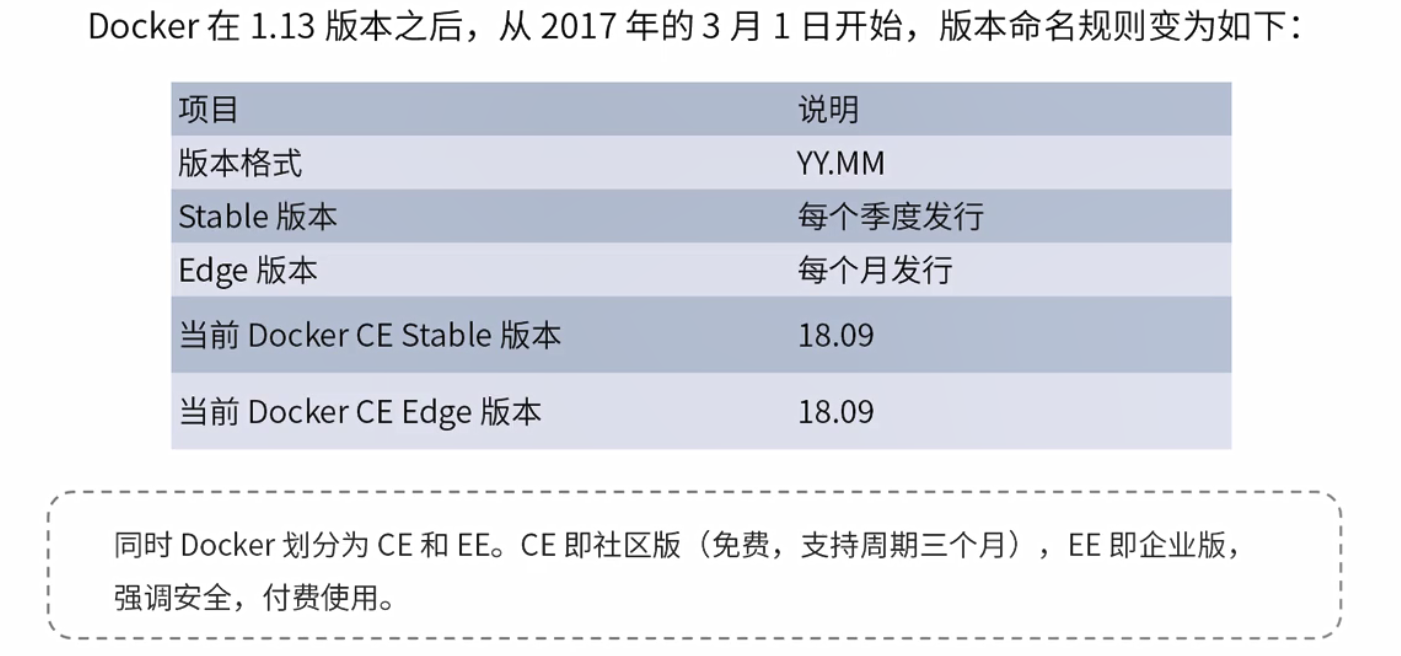 Docker 在 1.13 版本之后，从 2017 年的 3 月 1 日开始，版本命名规则变为如下：
项目 说明
版本格式 YY.MM
Stable 版本 每个季度发行
Edge 版本 每个月发行
当前 Docker CE Stable 版本 18.09
当前 Docker CE Edge 版本 18.09
同时 Docker 划分为 CE 和 EE。CE 即社区版（免费，支持周期三个月），EE 即企业版，
强调安全，付费使用。